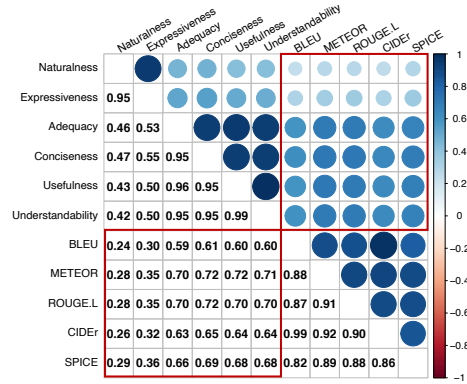 Naturalness Expressiveness Adequacy Conciseness Usefulness Understandability BLEU METEOR ROUGE.L CIDEr SPICE
Naturalness
Expressiveness 0.95
Adequacy 0.46 0.53
Conciseness 0.47 0.55 0.95
Usefulness 0.43 0.50 0.96 0.95
Understandability 0.42 0.50 0.95 0.95 0.99
BLEU 0.24 0.30 0.59 0.61 0.60 0.60
METEOR 0.28 0.35 0.70 0.72 0.72 0.71 0.88
ROUGE.L 0.28 0.35 0.70 0.72 0.70 0.70 0.87 0.91
CIDEr 0.26 0.32 0.63 0.65 0.64 0.64 0.99 0.92 0.90
SPICE 0.29 0.36 0.66 0.69 0.68 0.68 0.82 0.89 0.88 0.86
1
0.8
0.6
0.4
0.2
0
−0.2
−0.4
−0.6
−0.8
−1